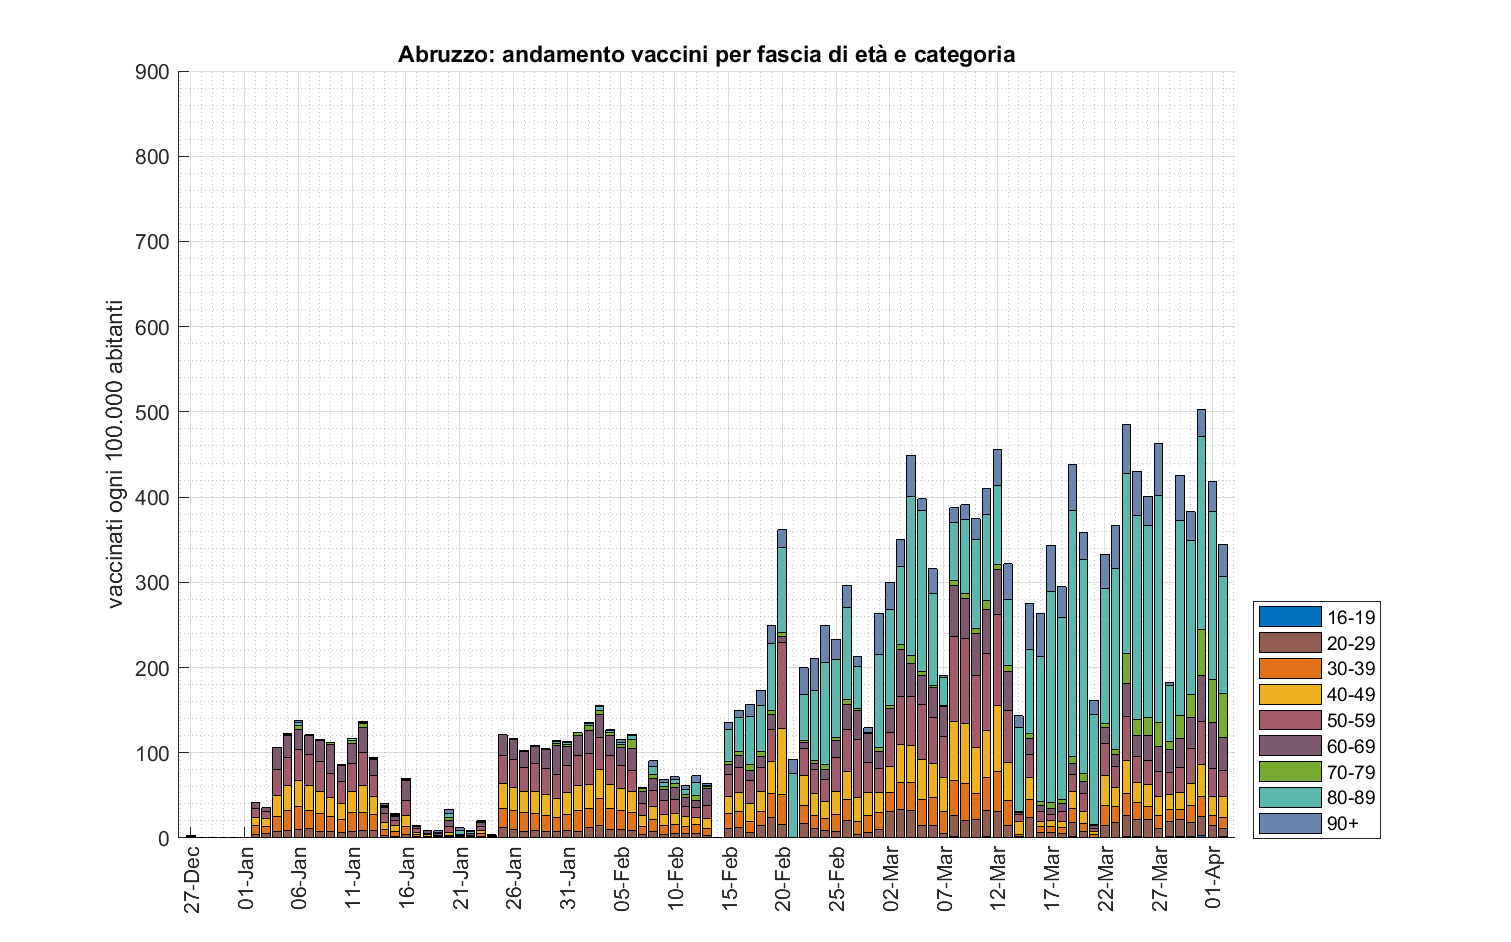 Abruzzo: andamento vaccini per fascia di età e categoria
vaccinati ogni 100.000 abitanti
900
800
700
600
500
400
300
200
100
0
27-Dec
01-Jan
06-Jan
11-Jan
16-Jan
21-Jan
26-Jan
31-Jan
05-Feb
10-Feb
15-Feb
20-Feb
25-Feb
02-Mar
07-Mar
12-Mar
17-Mar
22-Mar
27-Mar
01-Apr
16-19
20-29
30-39
40-49
50-59
60-69
70-79
80-89
90+